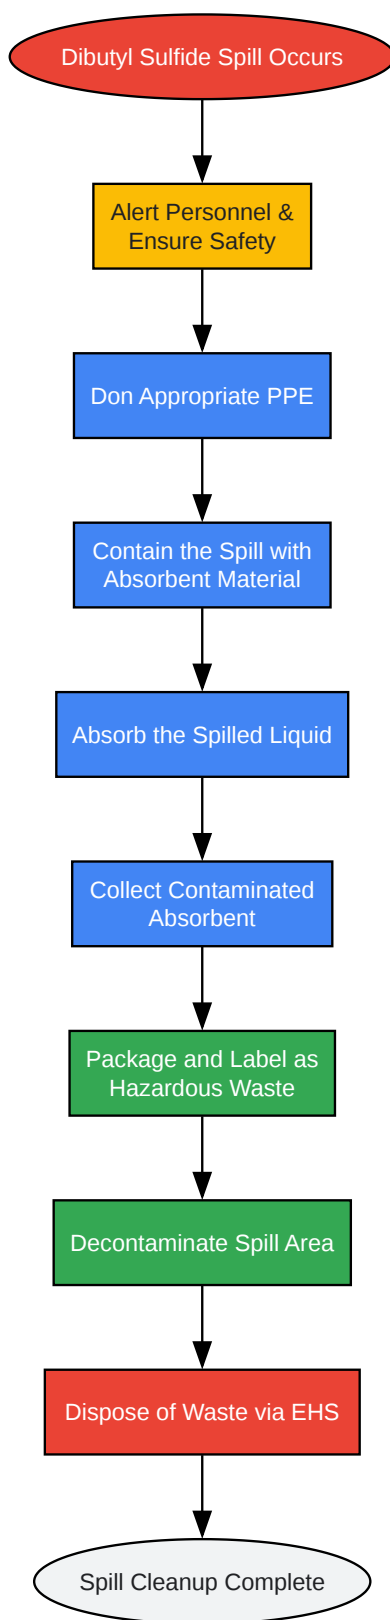 Dibutyl Sulfide Spill Occurs
Alert Personnel &
Ensure Safety
Don Appropriate PPE
Contain the Spill with
Absorbent Material
Absorb the Spilled Liquid
Collect Contaminated
Absorbent
Package and Label as
Hazardous Waste
Decontaminate Spill Area
Dispose of Waste via EHS
Spill Cleanup Complete